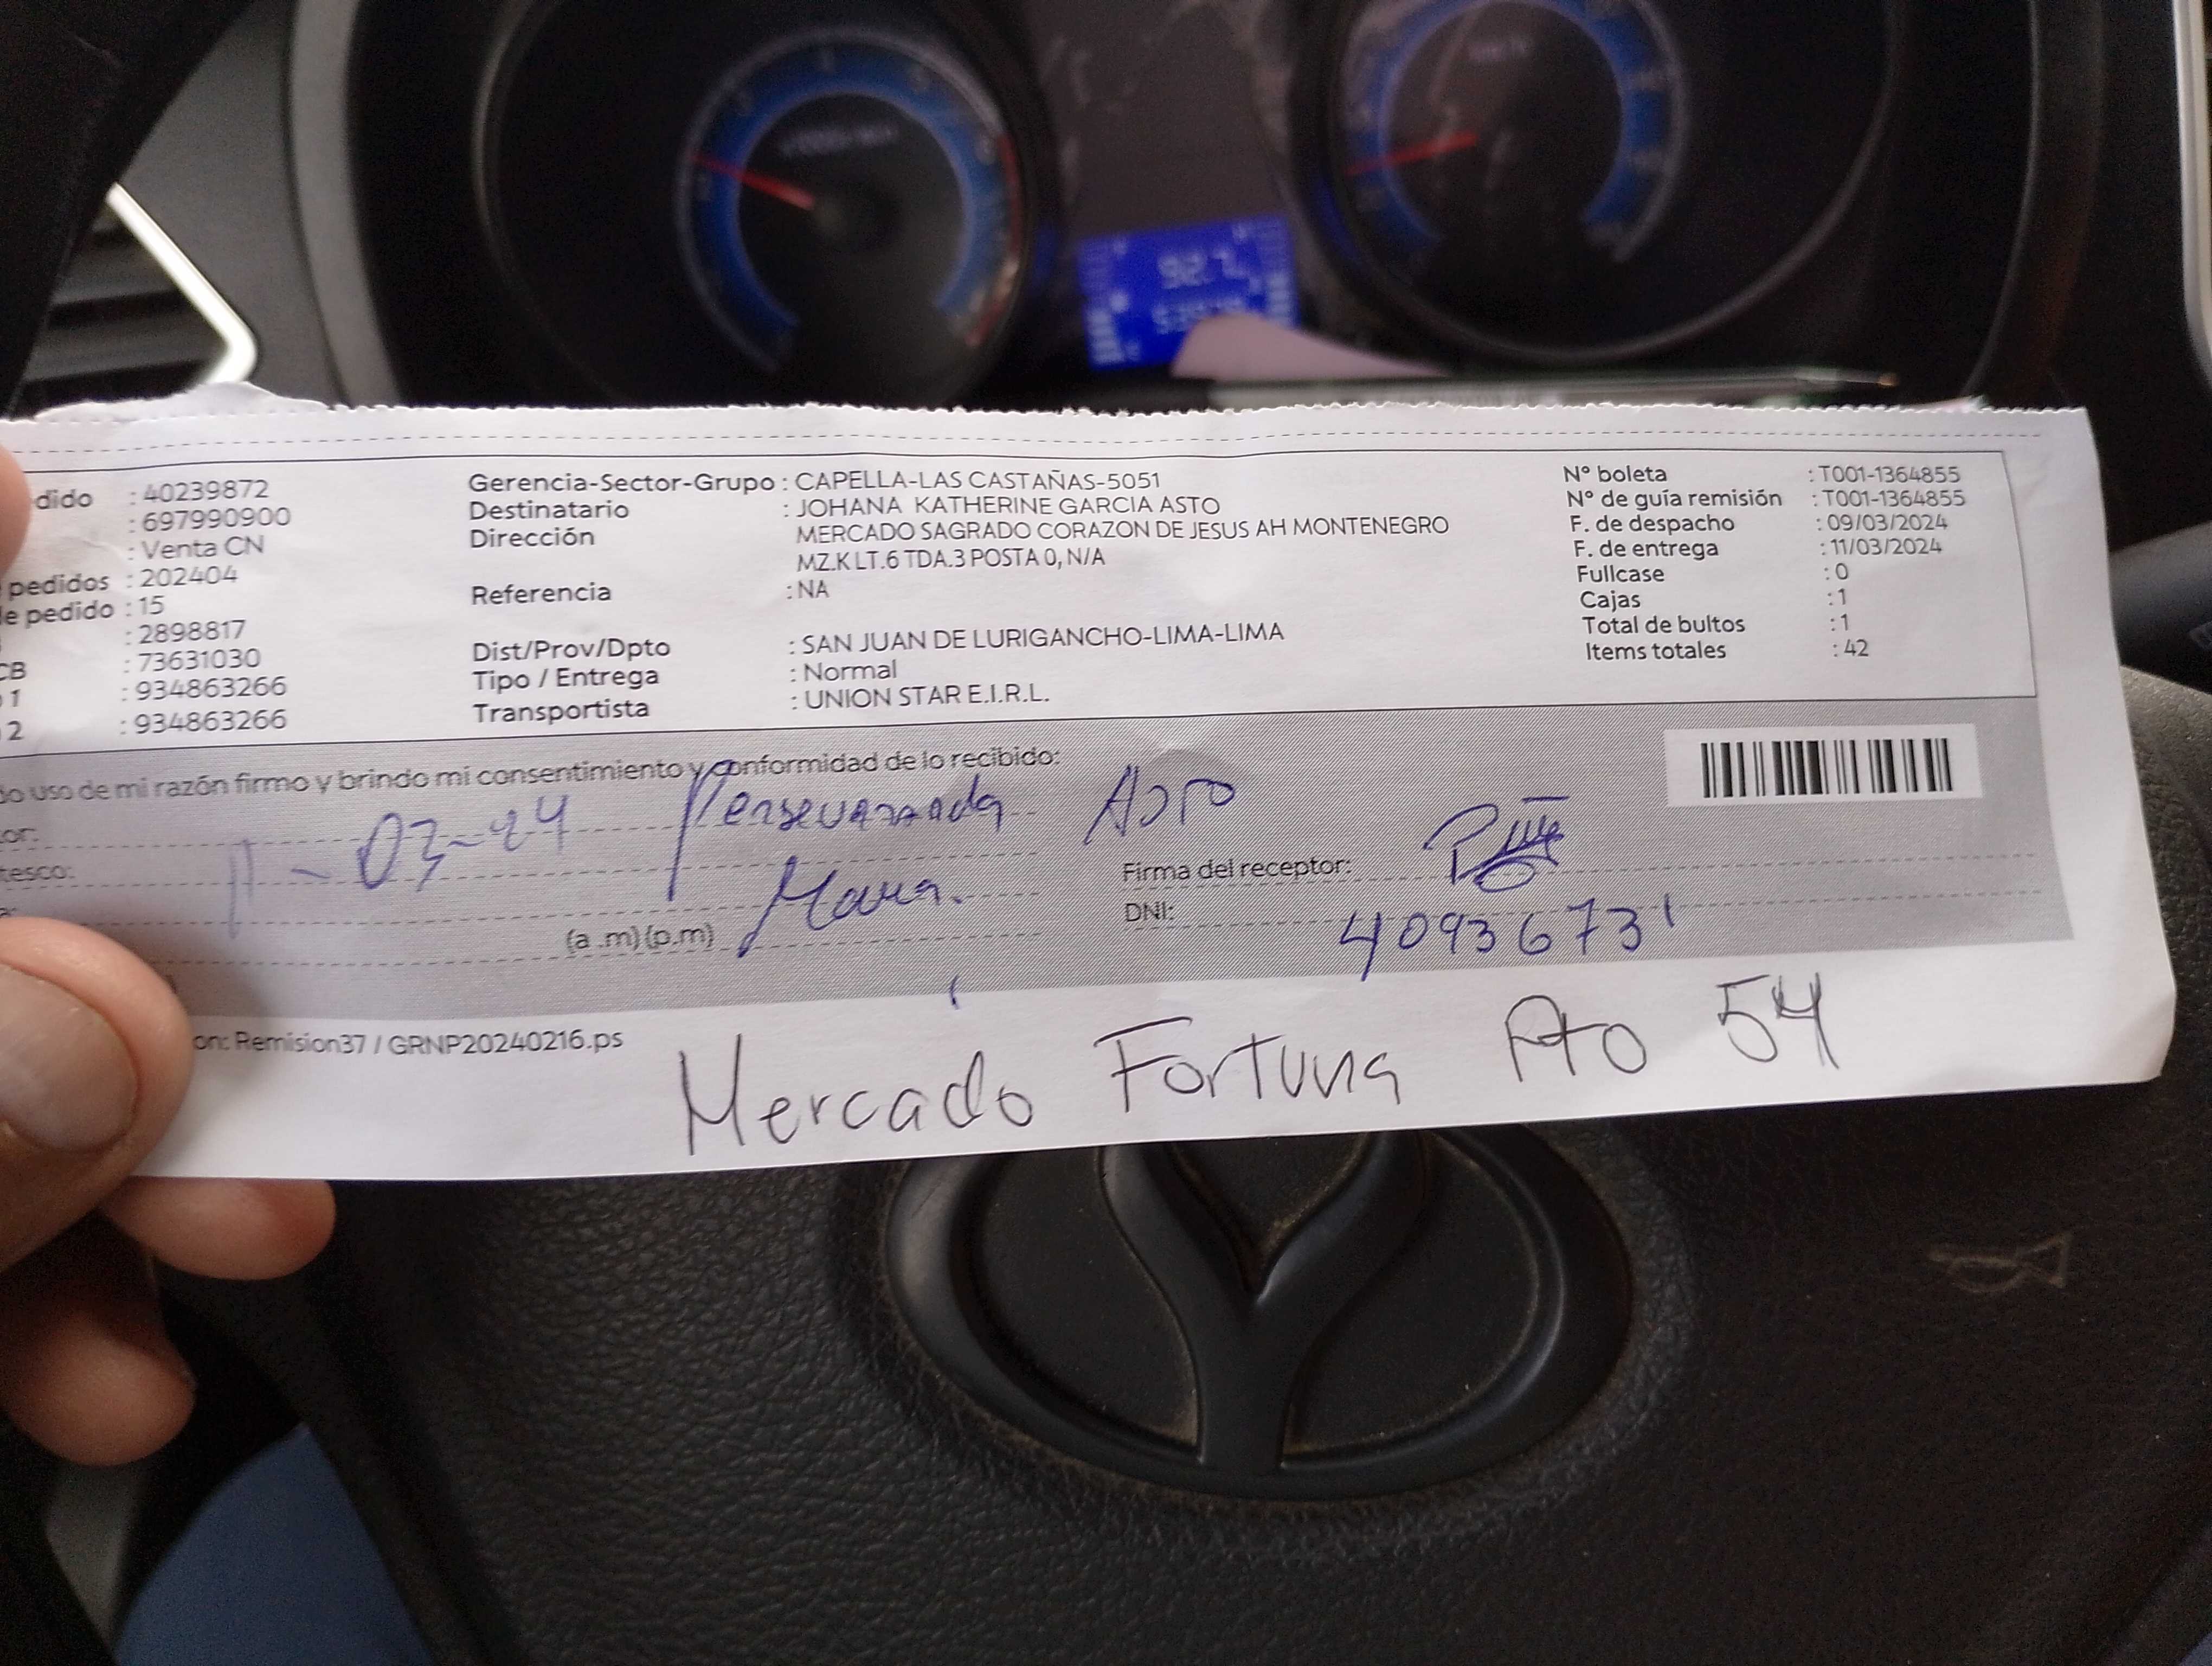 dido : 40239872
: 697990900
: Venta CN
pedidos : 202404
de pedido : 15
: 2898817
CB : 73631030
1 : 934863266
2 : 934863266
Gerencia-Sector-Grupo : CAPELLA-LAS CASTAÑAS-5051
Destinatario : JOHANA KATHERINE GARCIA ASTO
Dirección MERCADO SAGRADO CORAZON DE JESUS AH MONTENEGRO
MZ.K LT.6 TDA.3 POSTA 0, N/A
Referencia : NA
Dist/Prov/Dpto : SAN JUAN DE LURIGANCHO-LIMA-LIMA
Tipo / Entrega : Normal
Transportista : UNION STAR E.I.R.L.
Nº boleta : T001-1364855
Nº de guía remisión : T001-1364855
F. de despacho : 09/03/2024
F. de entrega : 11/03/2024
Fullcase : 0
Cajas : 1
Total de bultos : 1
Items totales : 42
do uso de mi razón firmo y brindo mi consentimiento y conformidad de lo recibido:
or:
tesco:
11-03-24
Maria.
(a .m) (p.m)
Firma del receptor:
DNI: 40936731
on: Remision37 / GRNP20240216.ps
Mercado Fortuna Pto 54